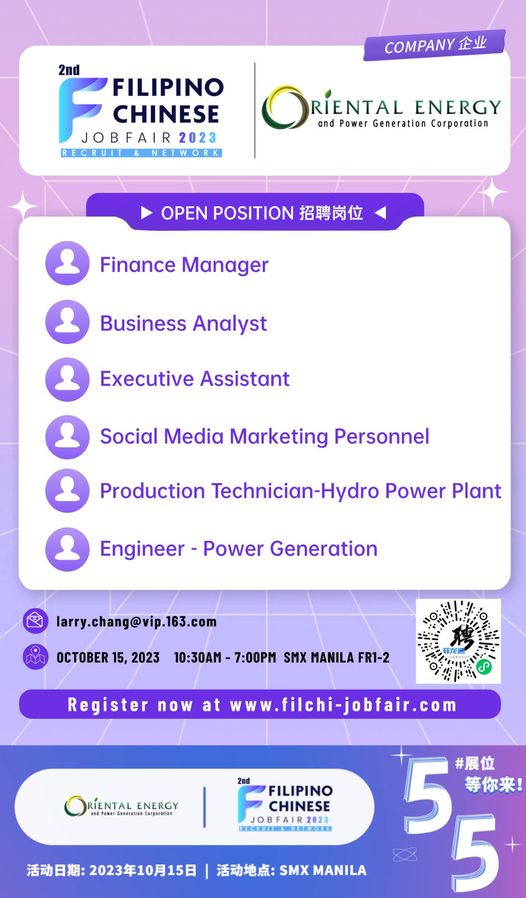 COMPANY 企业
2nd
FILIPINO
CHINESE
JOBFAIR 2023
RECRUIT & NETWORK
ORIENTAL ENERGY
and Power Generation Corporation
OPEN POSITION 招聘岗位
Finance Manager
Business Analyst
Executive Assistant
Social Media Marketing Personnel
Production Technician-Hydro Power Plant
Engineer - Power Generation
larry.chang@vip.163.com
OCTOBER 15, 2023 10:30AM - 7:00PM SMX MANILA FR1-2
聘
菲龙网
Register now at www.filchi-jobfair.com
ORIENTAL ENERGY
and Power Generation Corporation
2nd
FILIPINO
CHINESE
JOBFAIR 2023
RECRUIT & NETWORK
55
#展位
等你来!
活动日期: 2023年10月15日 | 活动地点: SMX MANILA